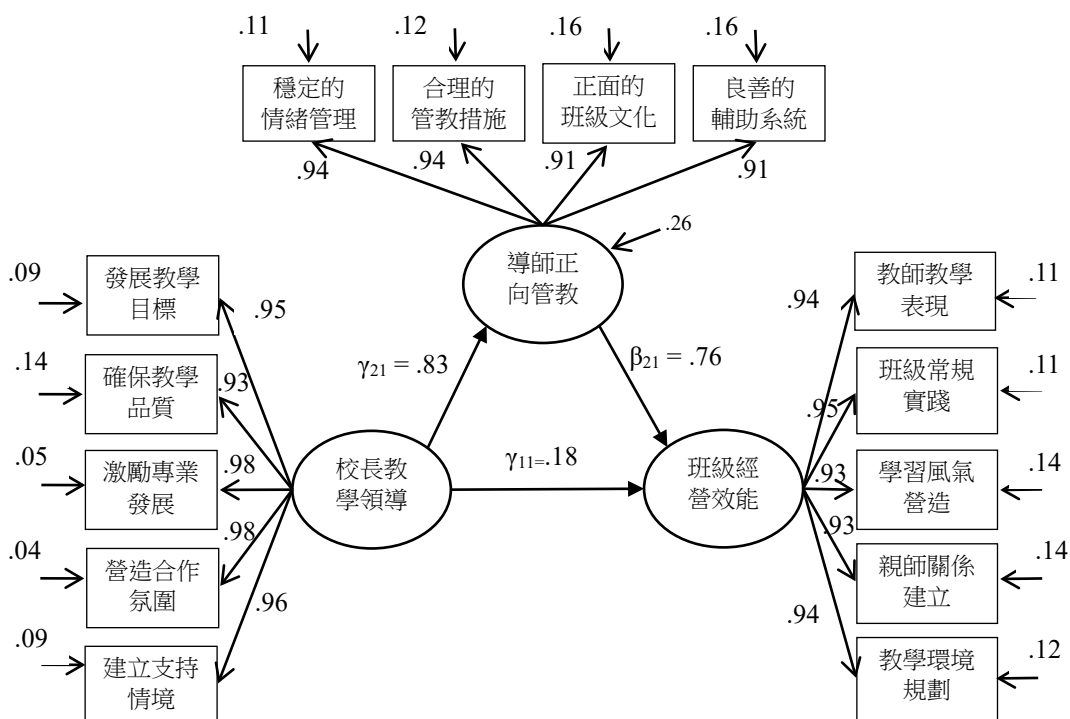 .11
.12
.16
.16
穩定的
情緒管理
合理的
管教措施
正面的
班級文化
良善的
輔助系統
.94
.94
.91
.91
導師正
向管教
.26
.09
發展教學
目標
.95
.14
確保教學
品質
.93
.05
激勵專業
發展
.98
.04
營造合作
氛圍
.98
.09
建立支持
情境
.96
校長教
學領導
γ21 = .83
β21 = .76
γ11=.18
班級經
營效能
.94
教師教學
表現
.11
.95
班級常規
實踐
.11
.93
學習風氣
營造
.14
.93
親師關係
建立
.14
.94
教學環境
規劃
.12